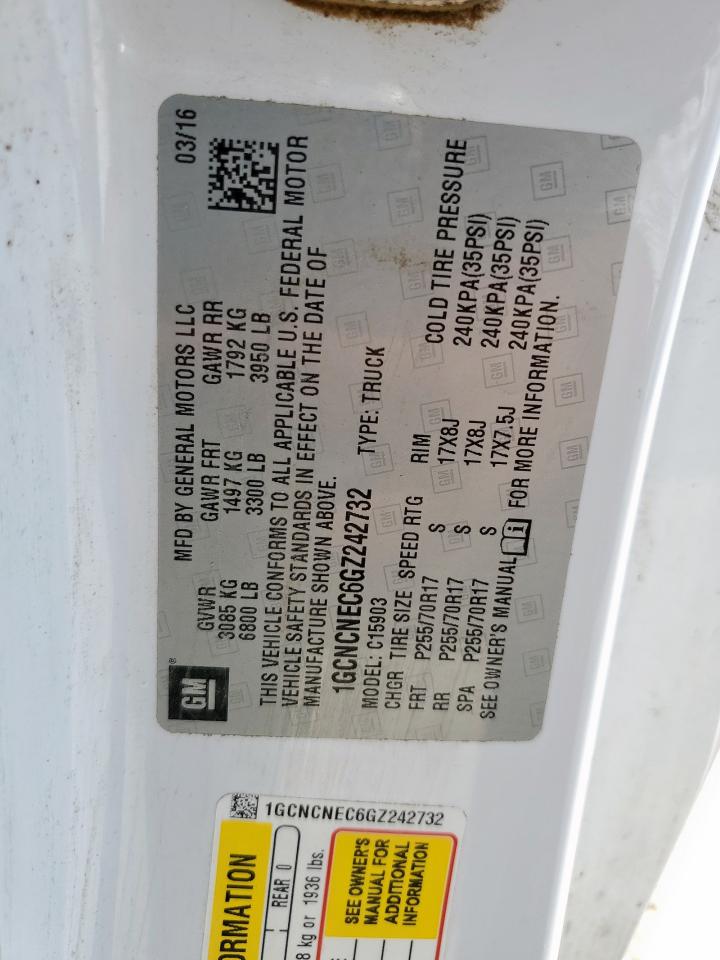 GM
MFD BY GENERAL MOTORS LLC 03/16
GVWR GAWR FRT GAWR RR
3085 KG 1497 KG 1792 KG
6800 LB 3300 LB 3950 LB
THIS VEHICLE CONFORMS TO ALL APPLICABLE U.S. FEDERAL MOTOR
VEHICLE SAFETY STANDARDS IN EFFECT ON THE DATE OF
MANUFACTURE SHOWN ABOVE.
1GCNCNEC6GZ242732 TYPE: TRUCK
MODEL: C15903
CHGR TIRE SIZE SPEED RTG RIM COLD TIRE PRESSURE
FRT P255/70R17 S 17X8J 240KPA(35PSI)
RR P255/70R17 S 17X8J 240KPA(35PSI)
SPA P255/70R17 S 17X7.5J 240KPA(35PSI)
SEE OWNER'S MANUAL i FOR MORE INFORMATION.
1GCNCNEC6GZ242732
ORMATION
REAR 0
8 kg or 1936 lbs.
SEE OWNER'S
MANUAL FOR
ADDITIONAL
INFORMATION